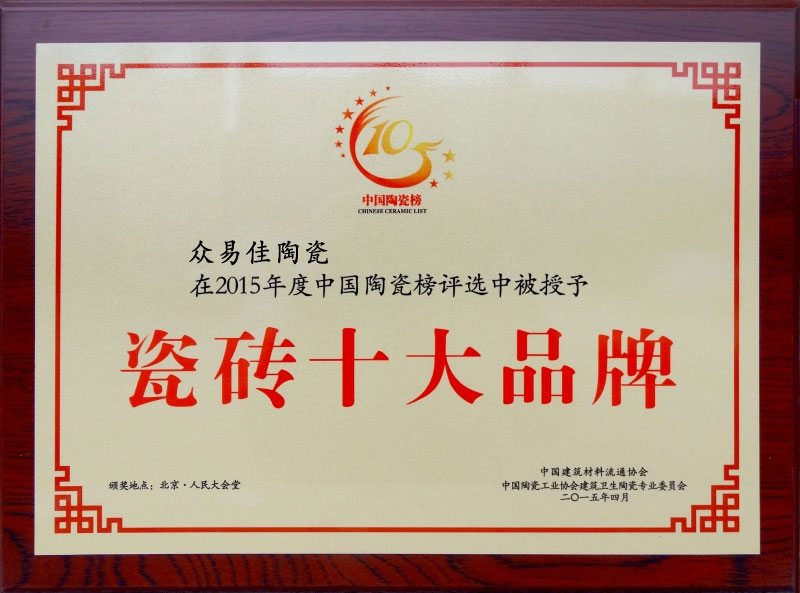 105
中国陶瓷榜
CHINESE CERAMIC LIST
众易佳陶瓷
在2015年度中国陶瓷榜评选中被授予
瓷砖十大品牌
颁奖地点：北京·人民大会堂
中国建筑材料流通协会
中国陶瓷工业协会建筑卫生陶瓷专业委员会
二〇一五年四月